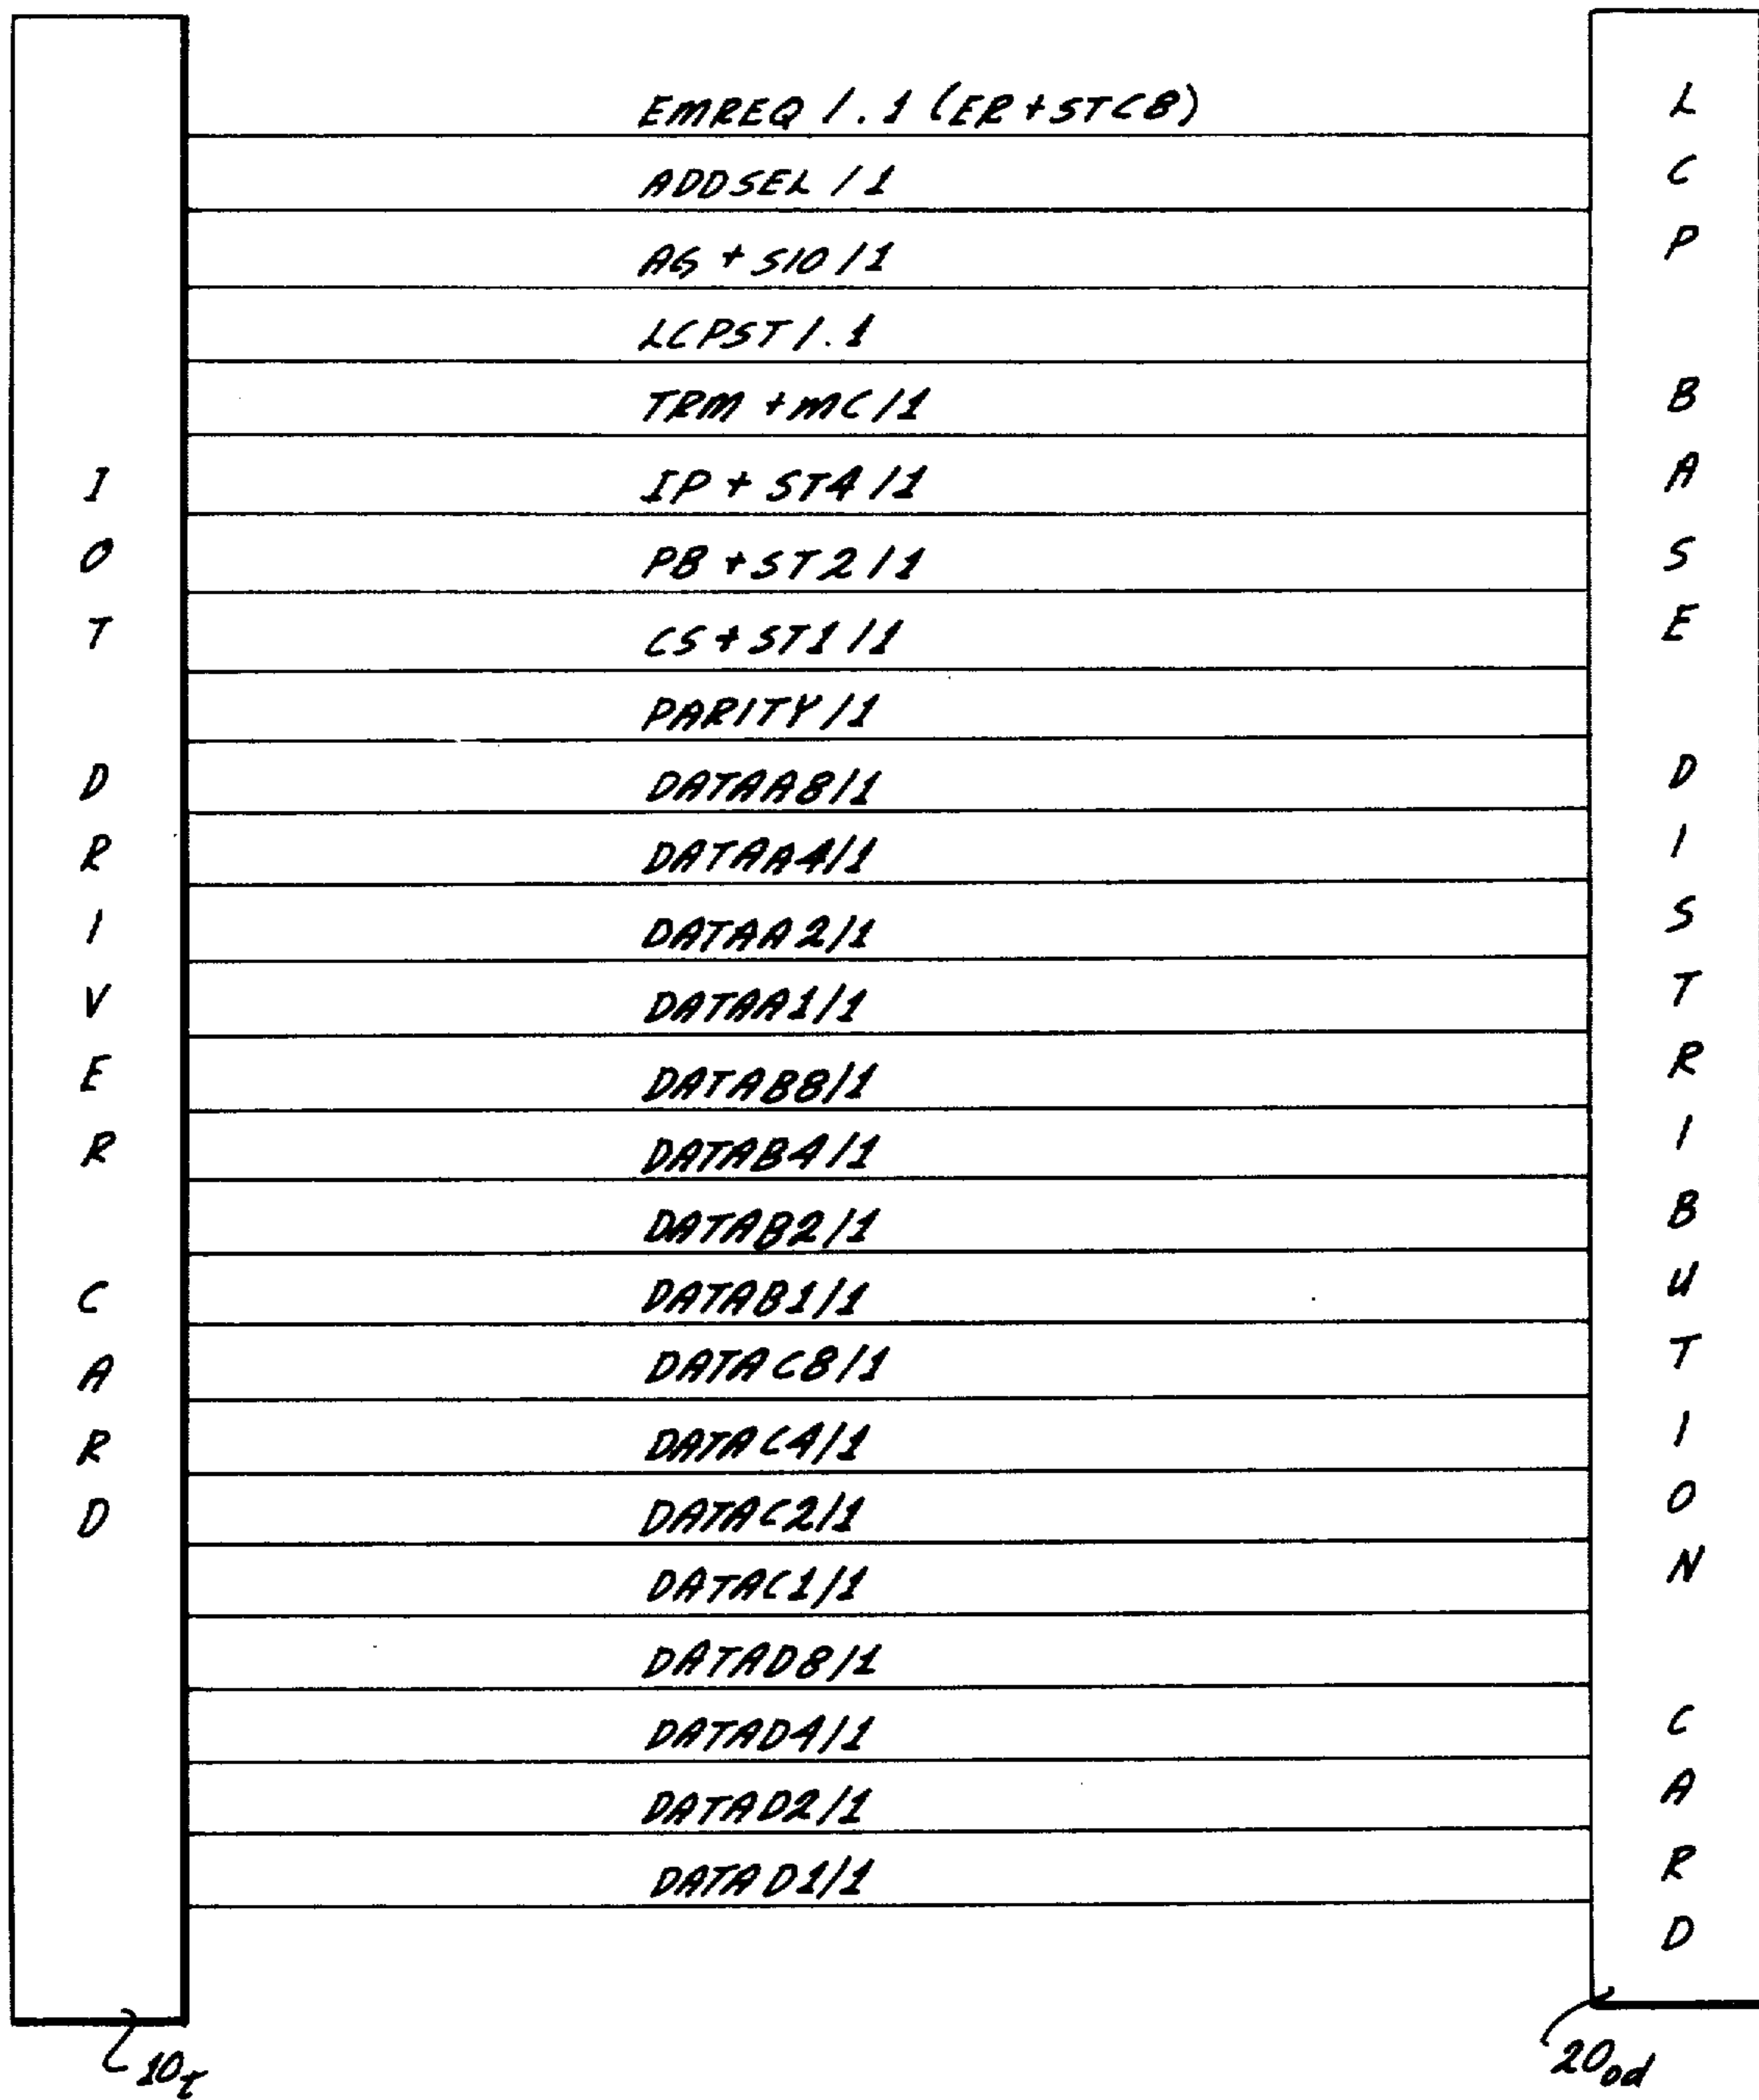 IOT DRIVER CARD
EMREQ/.1 (ER+STC8)
ADDSEL/1
AG+SIO/1
LCPST/.1
TRM+MC/1
IP+ST4/1
PB+ST2/1
CS+ST1/1
PARITY/1
DATAA8/1
DATAA4/1
DATAA2/1
DATAA1/1
DATAB8/1
DATAB4/1
DATAB2/1
DATAB1/1
DATAC8/1
DATAC4/1
DATAC2/1
DATAC1/1
DATAD8/1
DATAD4/1
DATAD2/1
DATAD1/1
LCP BASE DISTRIBUTION CARD
10t
20od